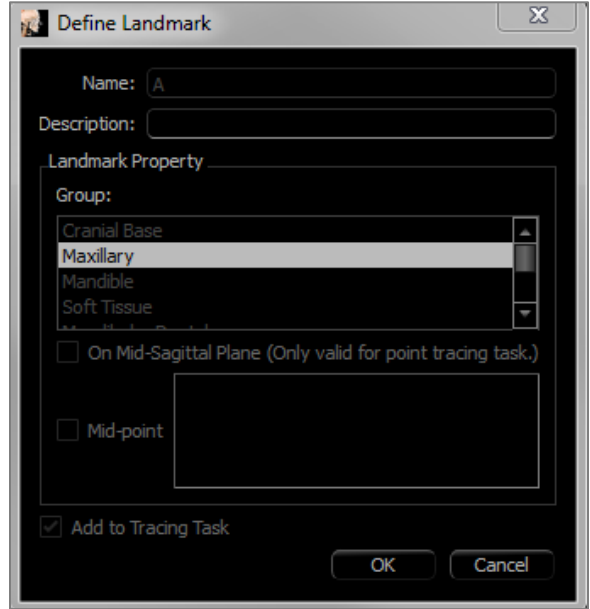 Define Landmark
Name: A
Description:
Landmark Property
Group:
Cranial Base
Maxillary
Mandible
Soft Tissue
On Mid-Sagittal Plane (Only valid for point tracing task.)
Mid-point
Add to Tracing Task
OK Cancel